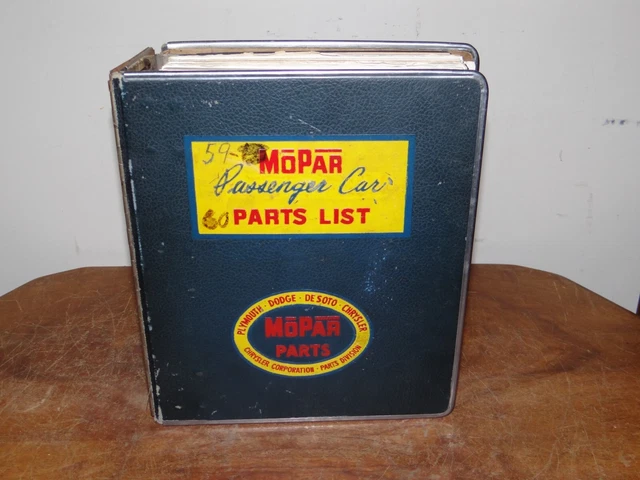 59-
MOPAR
Passenger Car
60 PARTS LIST
PLYMOUTH · DODGE · DE SOTO · CHRYSLER
MOPAR
PARTS
CHRYSLER CORPORATION · PARTS DIVISION